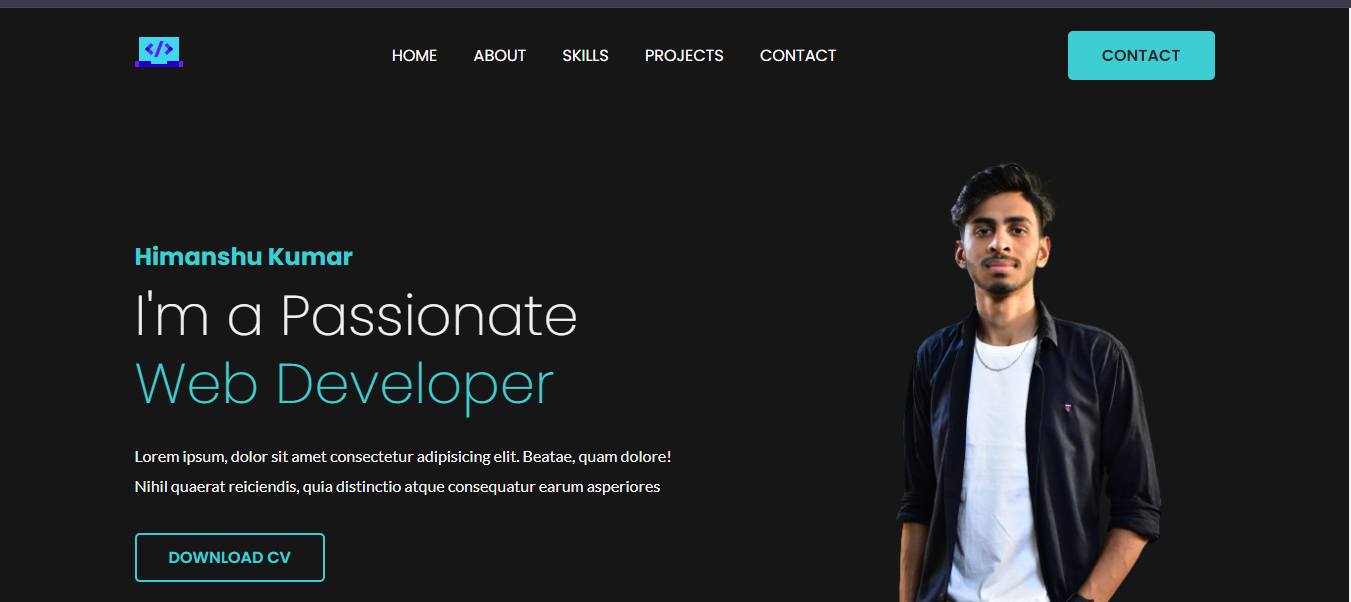 </>
HOME ABOUT SKILLS PROJECTS CONTACT
CONTACT
Himanshu Kumar
I'm a Passionate
Web Developer
Lorem ipsum, dolor sit amet consectetur adipisicing elit. Beatae, quam dolore!
Nihil quaerat reiciendis, quia distinctio atque consequatur earum asperiores
DOWNLOAD CV